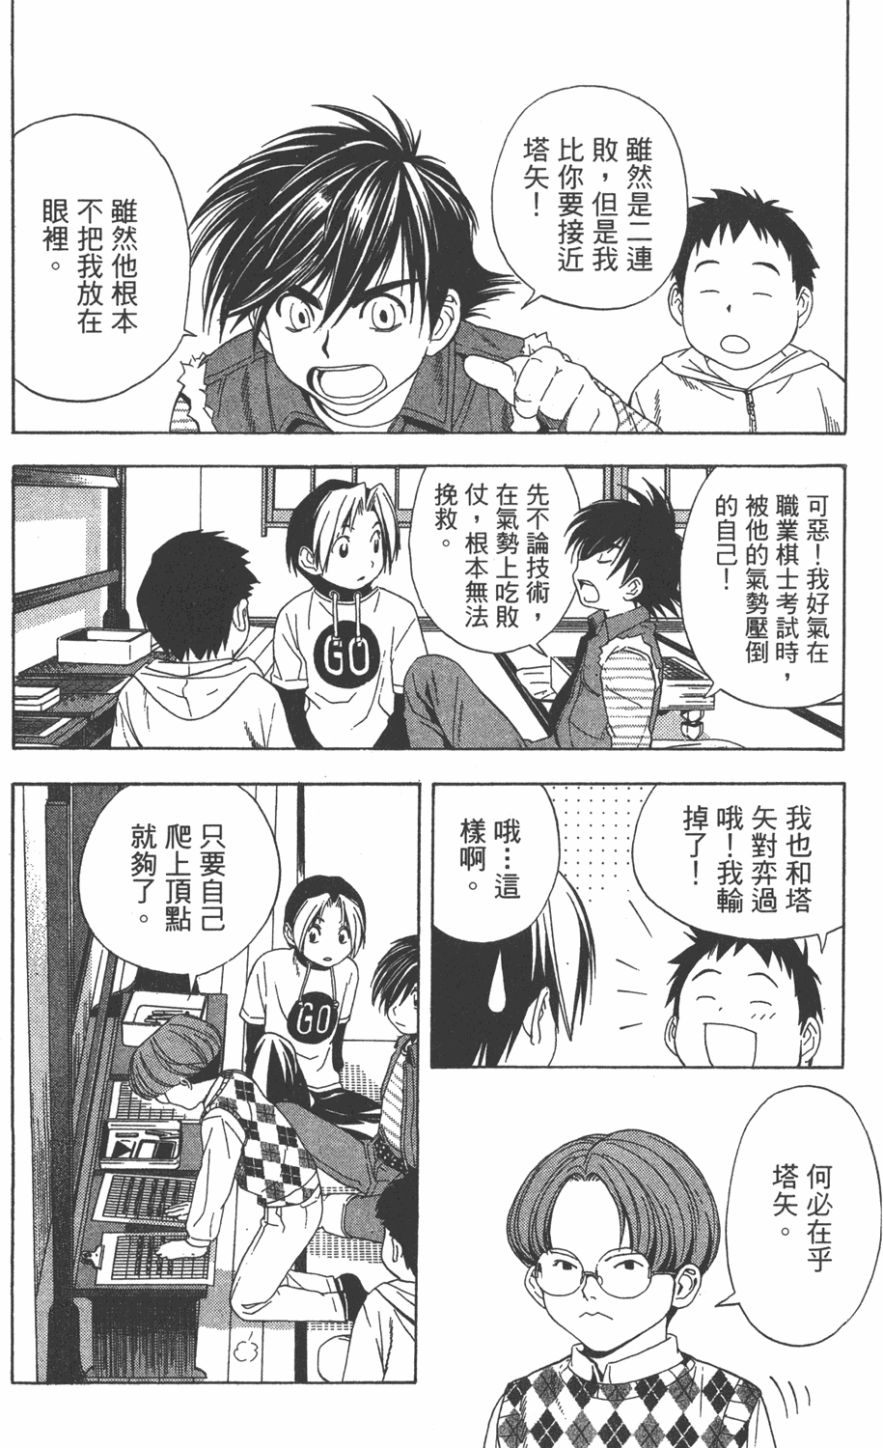 雖然是二連
敗，但是我
比你要接近
塔矢！
雖然他根本
不把我放在
眼裡。
可惡！我好氣在
職業棋士考試時，
被他的氣勢壓倒
的自己！
先不論技術，
在氣勢上吃敗
仗，根本無法
挽救。
GO
我也和塔
矢對弈過
哦！我輸
掉了！
哦…這
樣啊。
何必在乎
塔矢。
只要自己
爬上頂點
就夠了。
GO